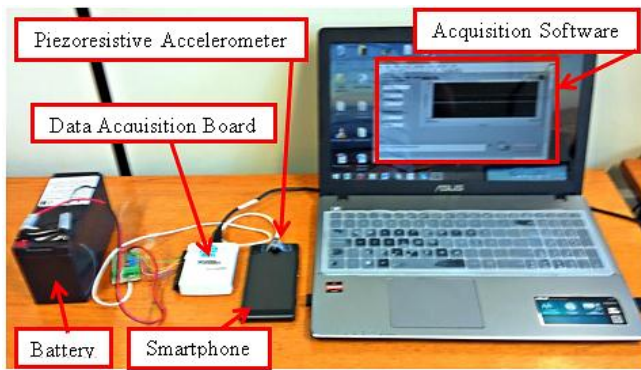 Piezoresistive Accelerometer
Acquisition Software
Data Acquisition Board
ASUS
Battery
Smartphone